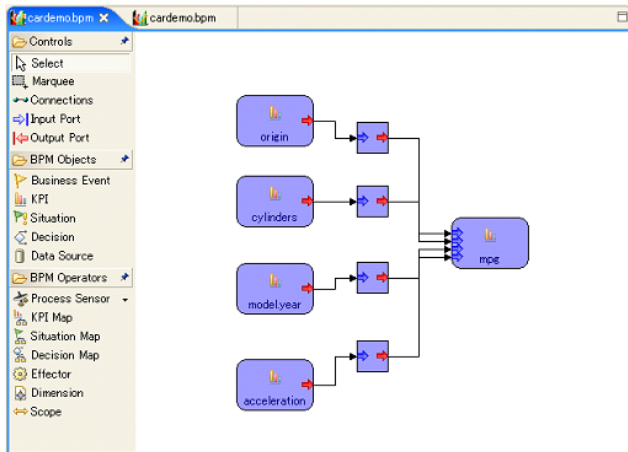 cardemo.bpm
cardemo.bpm
Controls
Select
Marquee
Connections
Input Port
Output Port
BPM Objects
Business Event
KPI
Situation
Decision
Data Source
BPM Operators
Process Sensor
KPI Map
Situation Map
Decision Map
Effector
Dimension
Scope
origin
cylinders
model.year
acceleration
mpg